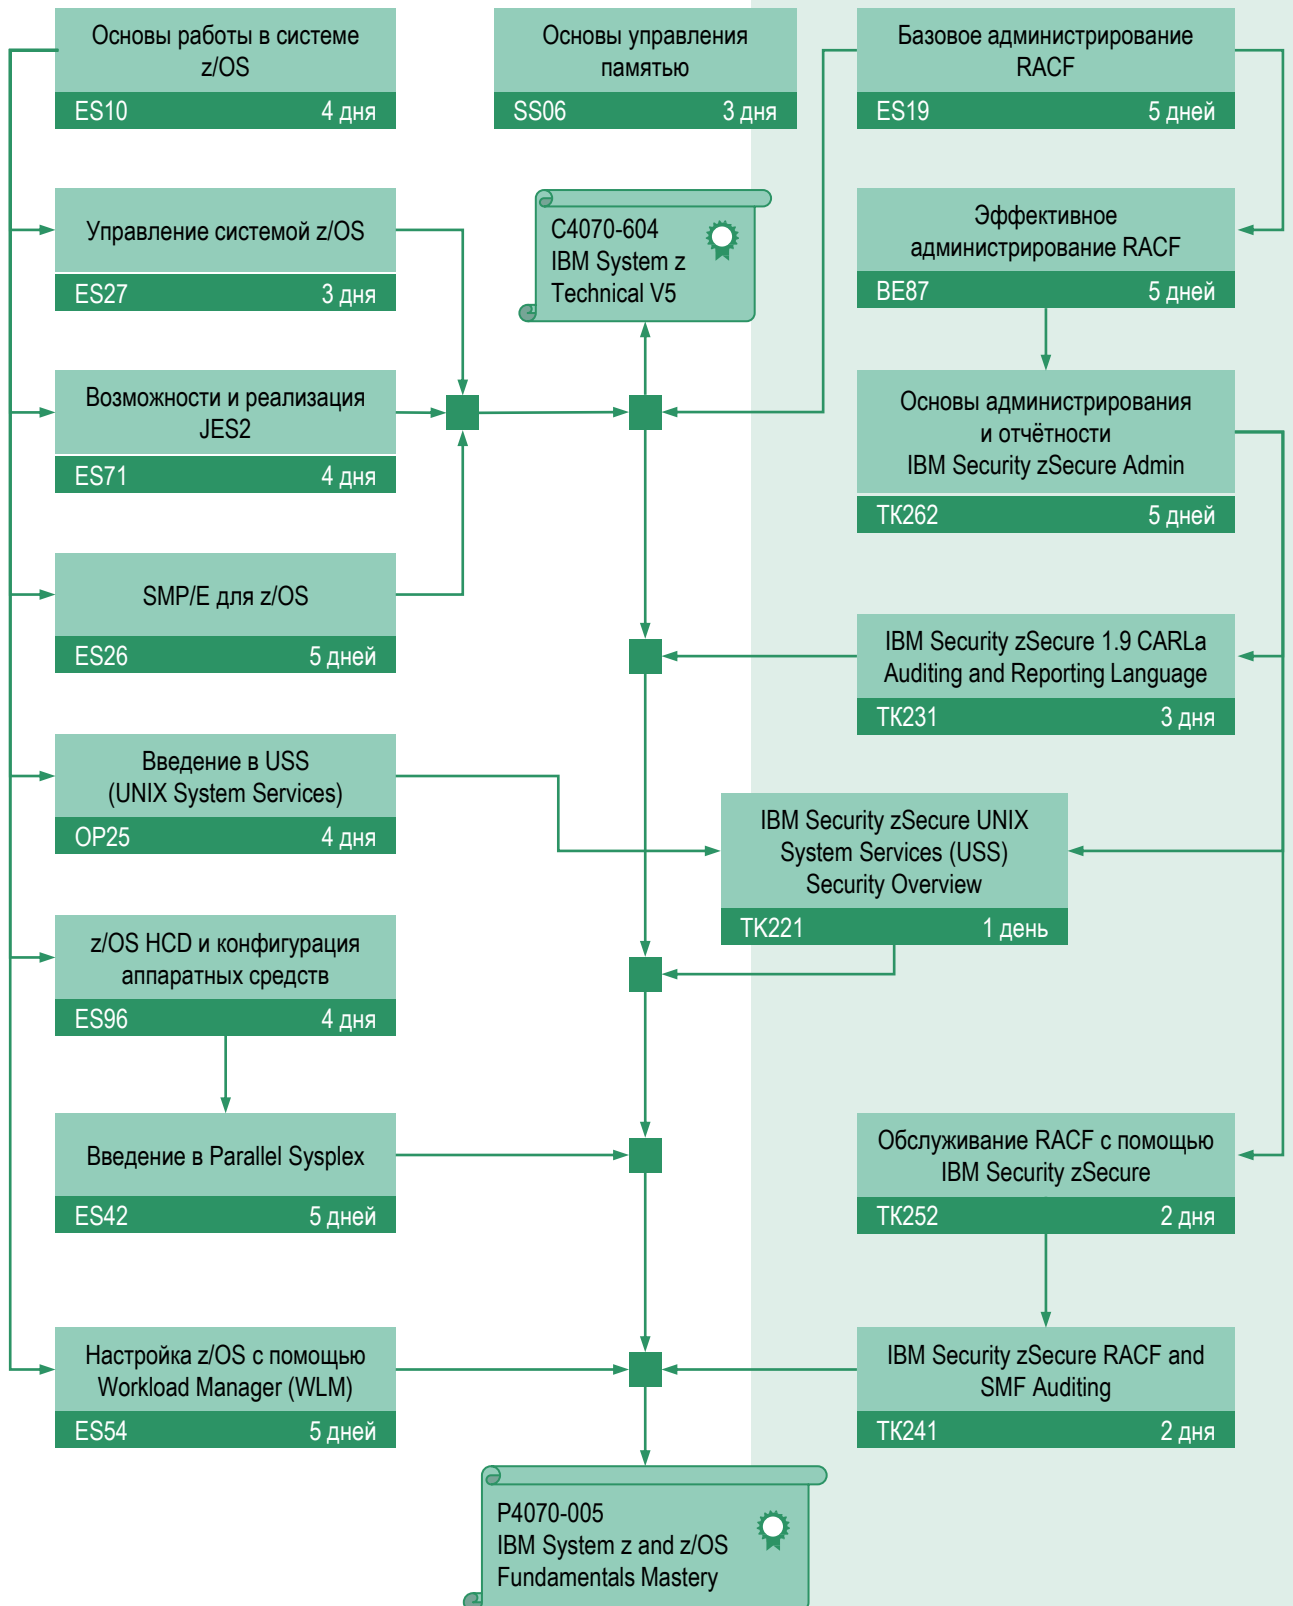 Основы работы в системе
z/OS
ES10 4 дня
Основы управления
памятью
SS06 3 дня
Базовое администрирование
RACF
ES19 5 дней
Управление системой z/OS
ES27 3 дня
C4070-604
IBM System z
Technical V5
Эффективное
администрирование RACF
BE87 5 дней
Возможности и реализация
JES2
ES71 4 дня
Основы администрирования
и отчётности
IBM Security zSecure Admin
TK262 5 дней
SMP/E для z/OS
ES26 5 дней
IBM Security zSecure 1.9 CARLa
Auditing and Reporting Language
TK231 3 дня
Введение в USS
(UNIX System Services)
OP25 4 дня
IBM Security zSecure UNIX
System Services (USS)
Security Overview
TK221 1 день
z/OS HCD и конфигурация
аппаратных средств
ES96 4 дня
Введение в Parallel Sysplex
ES42 5 дней
Обслуживание RACF с помощью
IBM Security zSecure
TK252 2 дня
Настройка z/OS с помощью
Workload Manager (WLM)
ES54 5 дней
IBM Security zSecure RACF and
SMF Auditing
TK241 2 дня
P4070-005
IBM System z and z/OS
Fundamentals Mastery